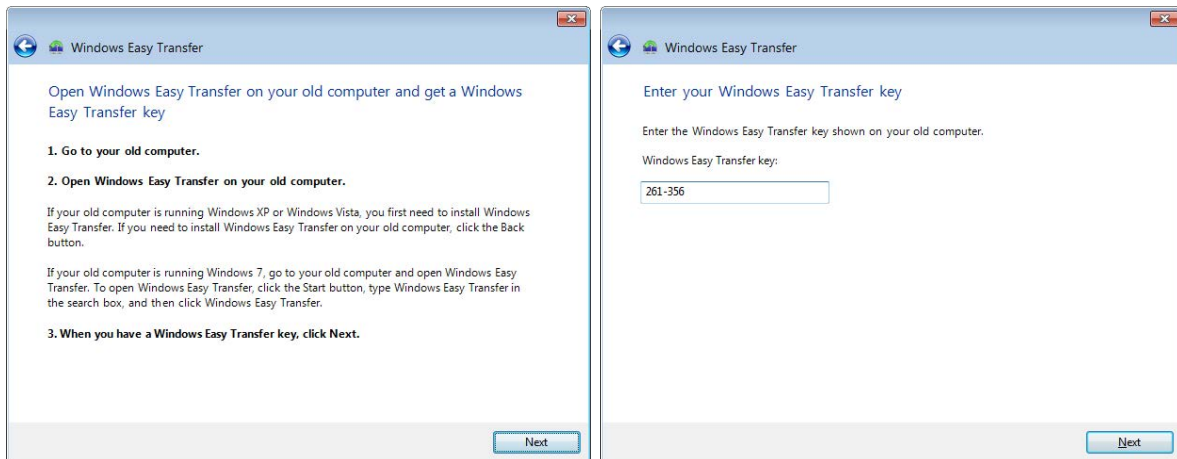 Windows Easy Transfer
Open Windows Easy Transfer on your old computer and get a Windows
Easy Transfer key
1. Go to your old computer.
2. Open Windows Easy Transfer on your old computer.
If your old computer is running Windows XP or Windows Vista, you first need to install Windows
Easy Transfer. If you need to install Windows Easy Transfer on your old computer, click the Back
button.
If your old computer is running Windows 7, go to your old computer and open Windows Easy
Transfer. To open Windows Easy Transfer, click the Start button, type Windows Easy Transfer in
the search box, and then click Windows Easy Transfer.
3. When you have a Windows Easy Transfer key, click Next.
Next
Windows Easy Transfer
Enter your Windows Easy Transfer key
Enter the Windows Easy Transfer key shown on your old computer.
Windows Easy Transfer key:
261-356
Next